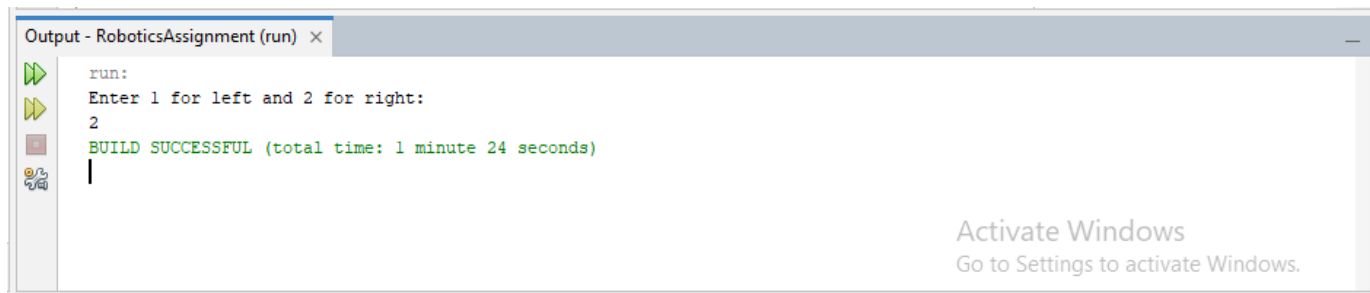 Output - RoboticsAssignment (run) ×
run:
Enter 1 for left and 2 for right:
2
BUILD SUCCESSFUL (total time: 1 minute 24 seconds)
Activate Windows
Go to Settings to activate Windows.